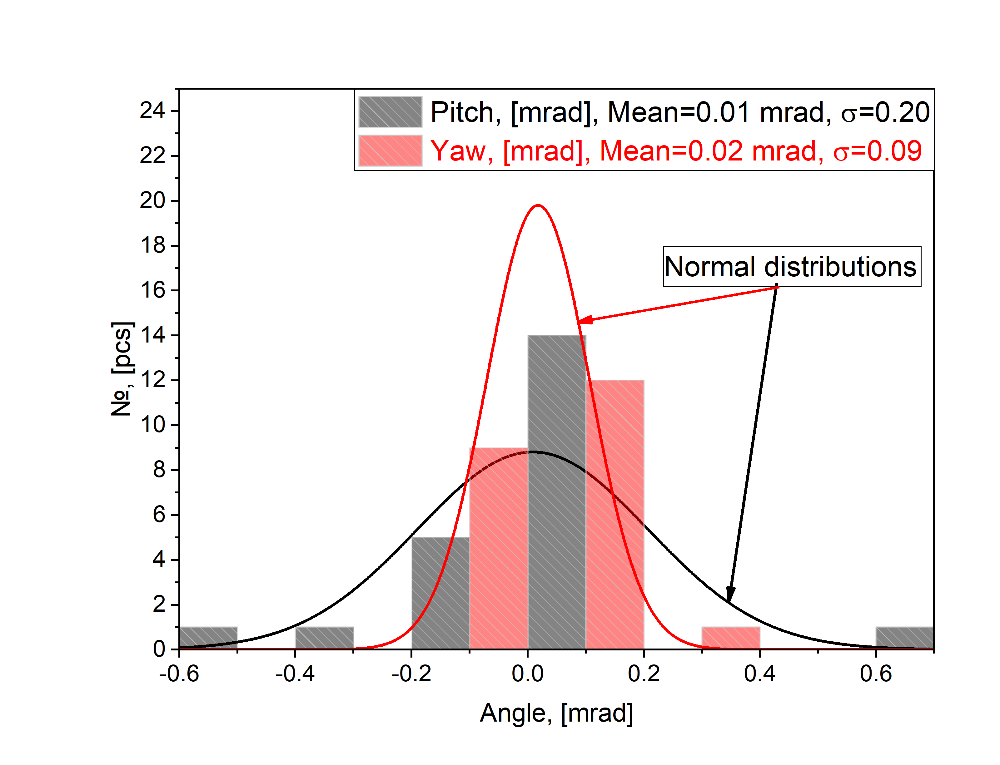 Pitch, [mrad], Mean=0.01 mrad, σ=0.20
Yaw, [mrad], Mean=0.02 mrad, σ=0.09
Normal distributions
№, [pcs]
24
22
20
18
16
14
12
10
8
6
4
2
0
-0.6 -0.4 -0.2 0.0 0.2 0.4 0.6
Angle, [mrad]